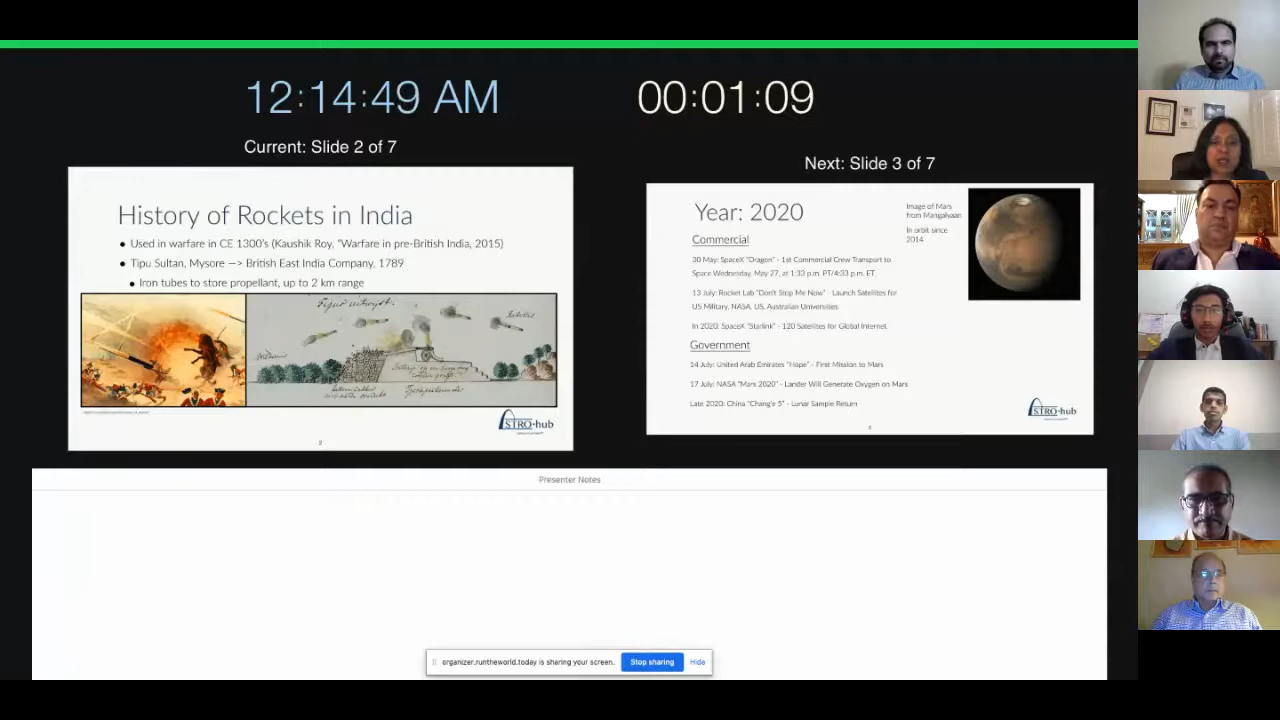 12:14:49 AM
00:01:09
Current: Slide 2 of 7
Next: Slide 3 of 7
History of Rockets in India
● Used in warfare in CE 1300's (Kaushik Roy, "Warfare in pre-British India, 2015)
● Tipu Sultan, Mysore —> British East India Company, 1789
● Iron tubes to store propellant, up to 2 km range
STRO·hub
2
Year: 2020
Image of Mars
from Mangalyaan
In orbit since
2014
Commercial
30 May: SpaceX "Dragon" - 1st Commercial Crew Transport to
Space Wednesday, May 27, at 1:33 p.m. PT/4:33 p.m. ET.
13 July: Rocket Lab "Don't Stop Me Now" - Launch Satellites for
US Military, NASA, US, Australian Universities
In 2020: SpaceX "Starlink" - 120 Satellites for Global Internet
Government
14 July: United Arab Emirates "Hope" - First Mission to Mars
17 July: NASA "Mars 2020" - Lander Will Generate Oxygen on Mars
Late 2020: China "Chang'e 5" - Lunar Sample Return
STRO·hub
Presenter Notes
organizer.runtheworld.today is sharing your screen.
Stop sharing
Hide